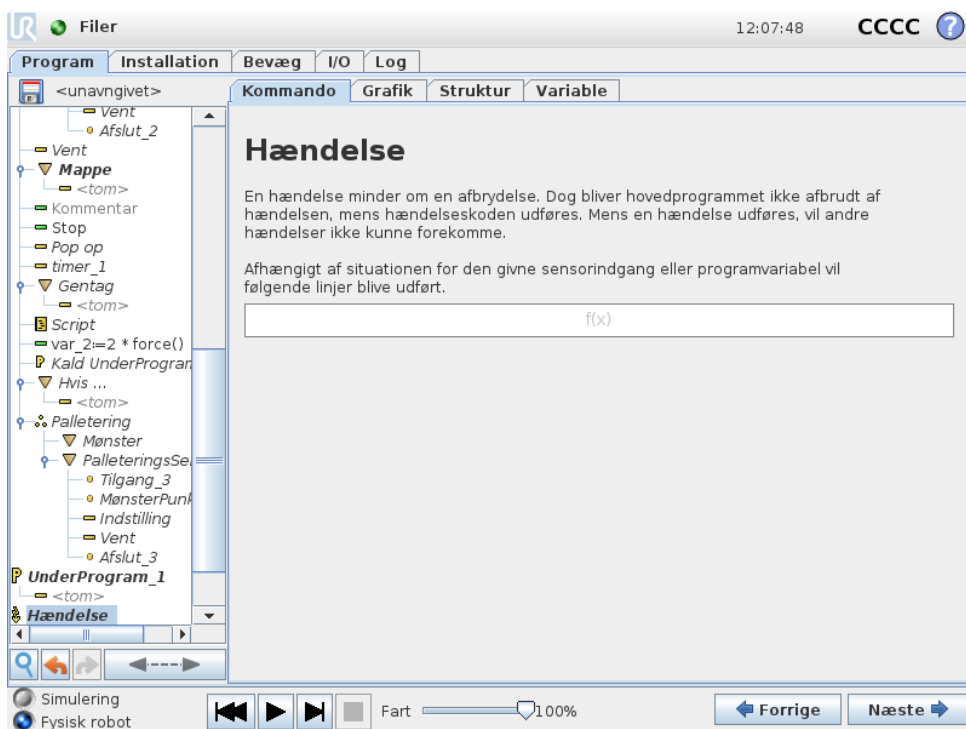 UR
Filer
12:07:48
CCCC
?
Program
Installation
Bevæg
I/O
Log
<unavngivet>
Kommando
Grafik
Struktur
Variable
Vent
Afslut_2
Vent
Mappe
<tom>
Kommentar
Stop
Pop op
timer_1
Gentag
<tom>
Script
var_2:=2 * force()
P Kald UnderProgram
Hvis ...
<tom>
Palletering
Mønster
PalleteringsSe
Tilgang_3
MønsterPunk
Indstilling
Vent
Afslut_3
P UnderProgram_1
<tom>
Hændelse
Hændelse
En hændelse minder om en afbrydelse. Dog bliver hovedprogrammet ikke afbrudt af
hændelsen, mens hændelseskoden udføres. Mens en hændelse udføres, vil andre
hændelser ikke kunne forekomme.
Afhængigt af situationen for den givne sensorindgang eller programvariabel vil
følgende linjer blive udført.
f(x)
Simulering
Fysisk robot
Fart
100%
Forrige
Næste